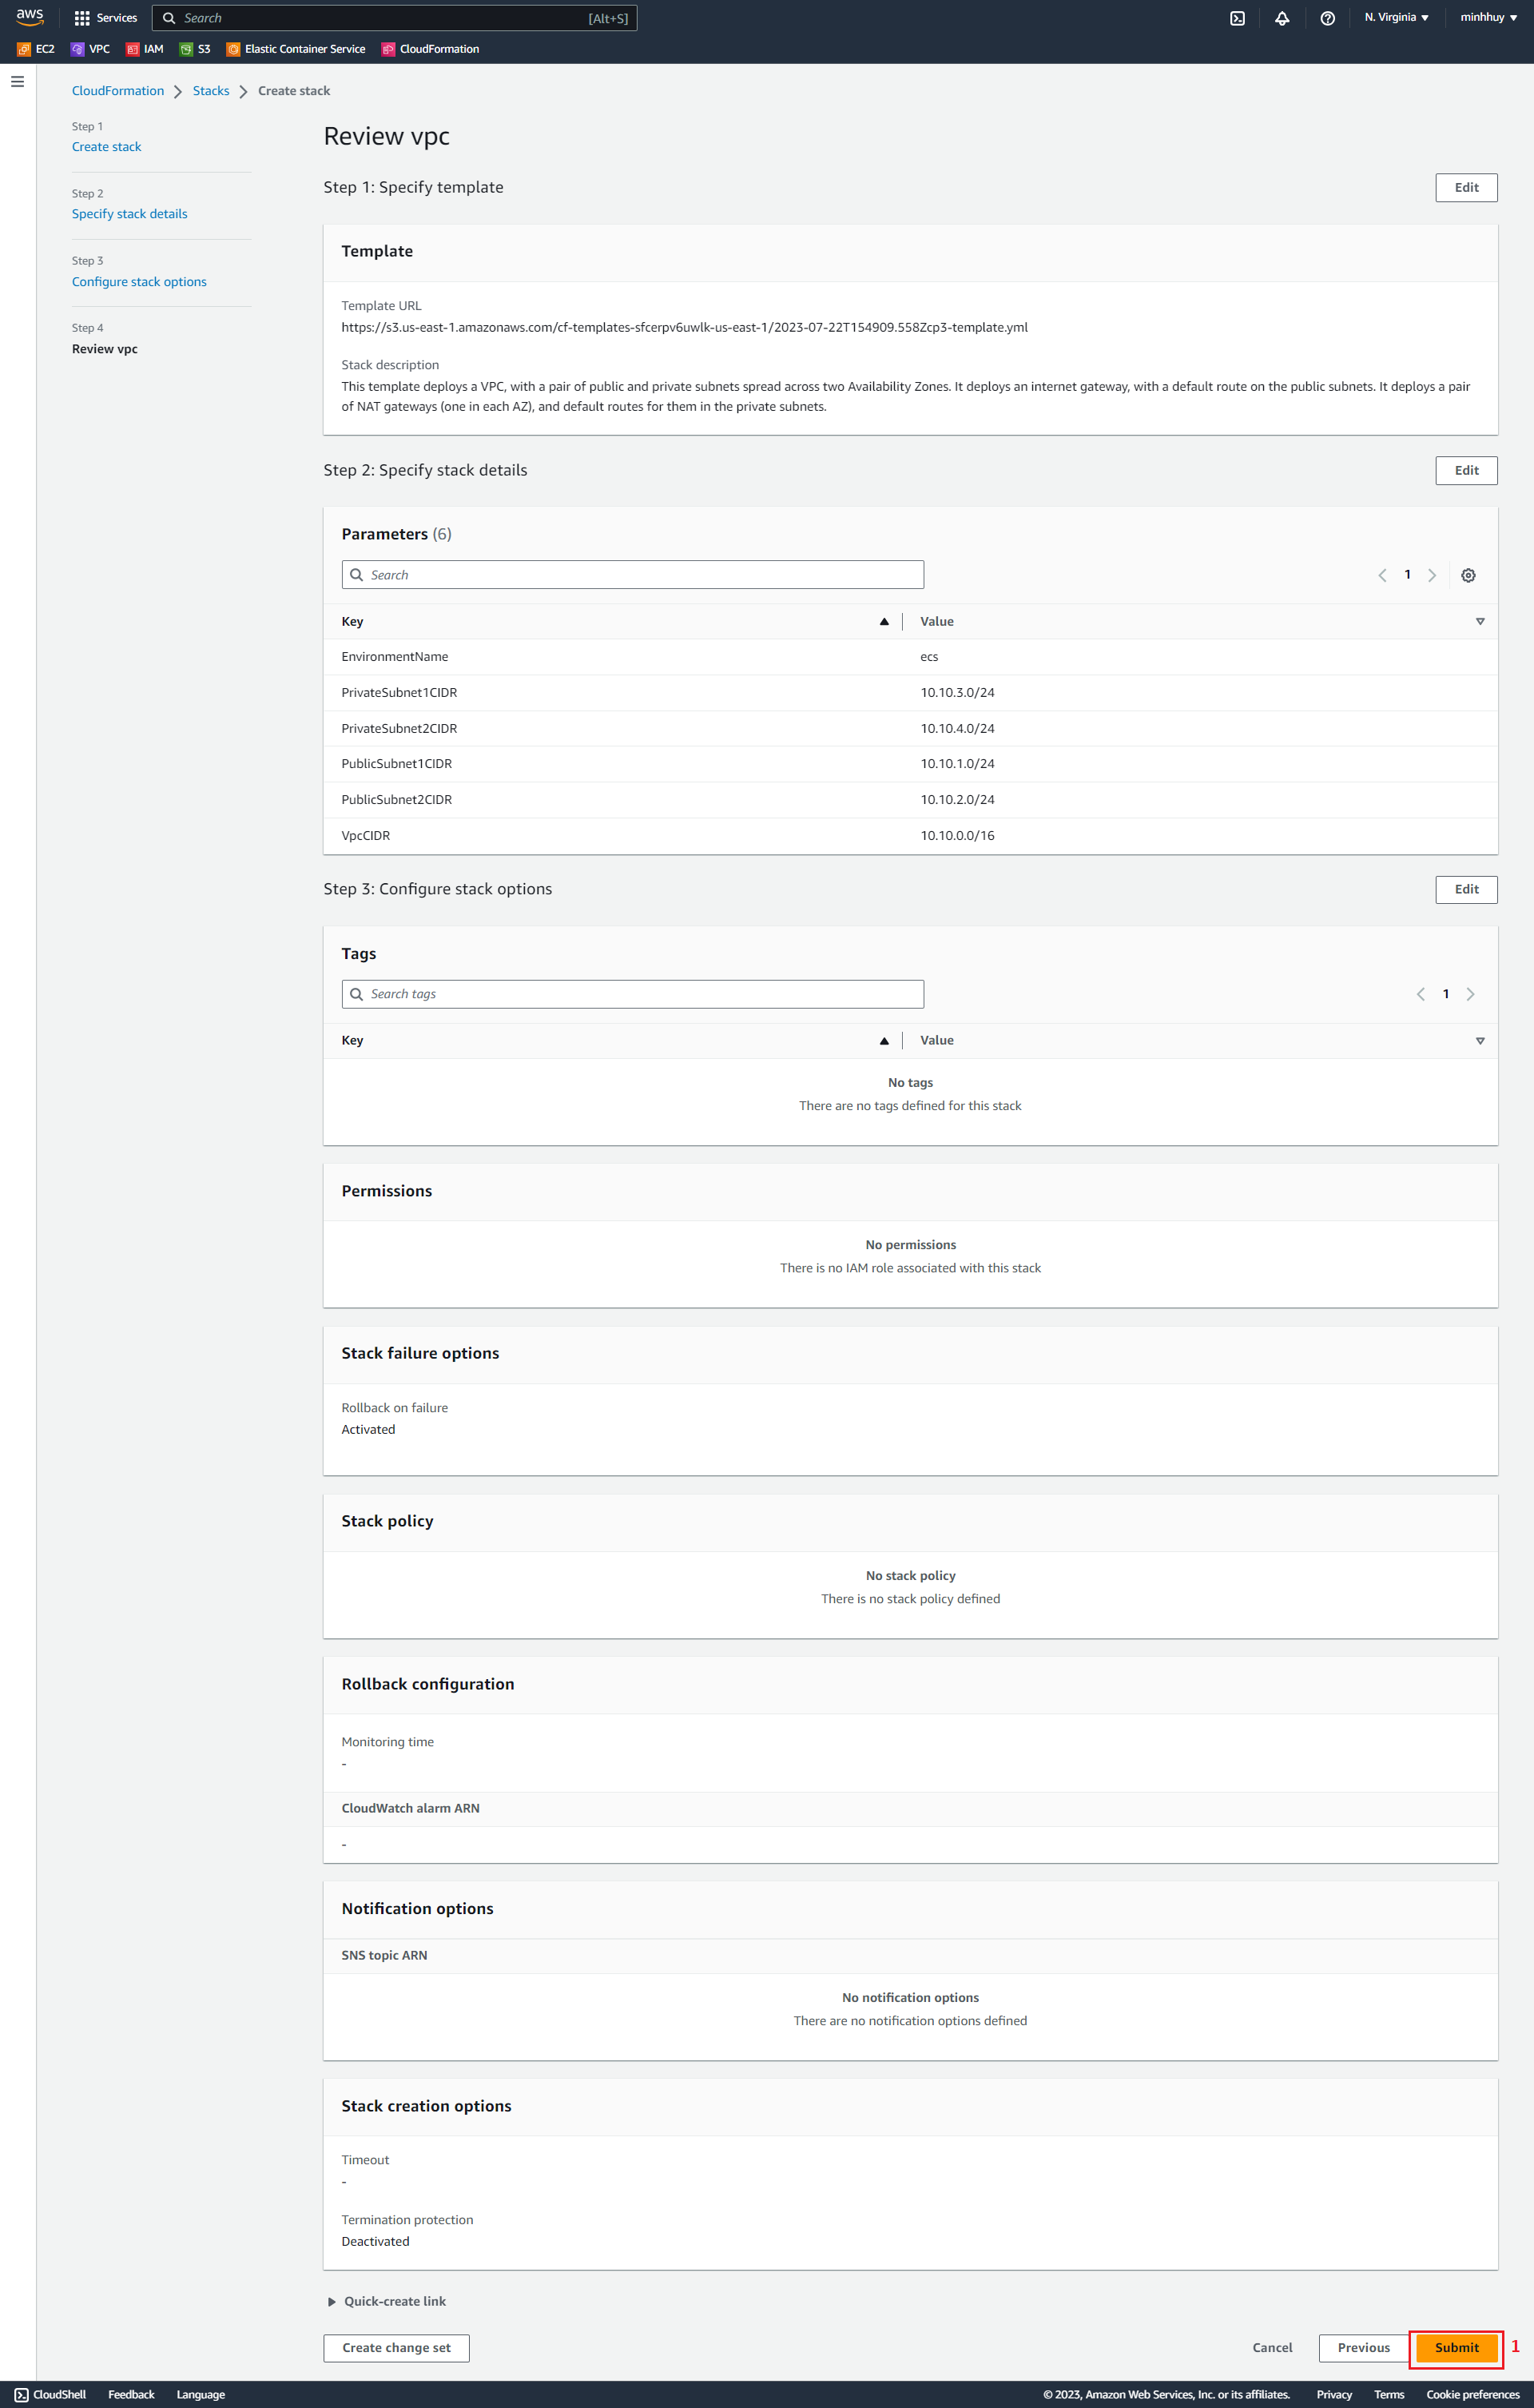 aws
Services
Search
[Alt+S]
N. Virginia
minhhuy
EC2
VPC
IAM
S3
Elastic Container Service
CloudFormation
CloudFormation
Stacks
Create stack
Step 1
Create stack
Step 2
Specify stack details
Step 3
Configure stack options
Step 4
Review vpc
Review vpc
Step 1: Specify template
Edit
Template
Template URL
https://s3.us-east-1.amazonaws.com/cf-templates-sfcerpv6uwlk-us-east-1/2023-07-22T154909.558Zcp3-template.yml
Stack description
This template deploys a VPC, with a pair of public and private subnets spread across two Availability Zones. It deploys an internet gateway, with a default route on the public subnets. It deploys a pair
of NAT gateways (one in each AZ), and default routes for them in the private subnets.
Step 2: Specify stack details
Edit
Parameters (6)
Search
1
Key
Value
EnvironmentName
ecs
PrivateSubnet1CIDR
10.10.3.0/24
PrivateSubnet2CIDR
10.10.4.0/24
PublicSubnet1CIDR
10.10.1.0/24
PublicSubnet2CIDR
10.10.2.0/24
VpcCIDR
10.10.0.0/16
Step 3: Configure stack options
Edit
Tags
Search tags
1
Key
Value
No tags
There are no tags defined for this stack
Permissions
No permissions
There is no IAM role associated with this stack
Stack failure options
Rollback on failure
Activated
Stack policy
No stack policy
There is no stack policy defined
Rollback configuration
Monitoring time
-
CloudWatch alarm ARN
-
Notification options
SNS topic ARN
No notification options
There are no notification options defined
Stack creation options
Timeout
-
Termination protection
Deactivated
Quick-create link
Create change set
Cancel
Previous
Submit
1
CloudShell
Feedback
Language
© 2023, Amazon Web Services, Inc. or its affiliates.
Privacy
Terms
Cookie preferences